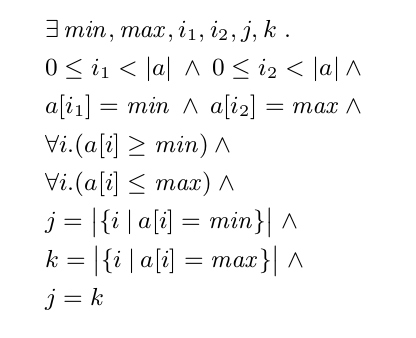 ∃ min, max, i₁, i₂, j, k .
0 ≤ i₁ < |a| ∧ 0 ≤ i₂ < |a| ∧
a[i₁] = min ∧ a[i₂] = max ∧
∀i.(a[i] ≥ min) ∧
∀i.(a[i] ≤ max) ∧
j = |{i | a[i] = min}| ∧
k = |{i | a[i] = max}| ∧
j = k